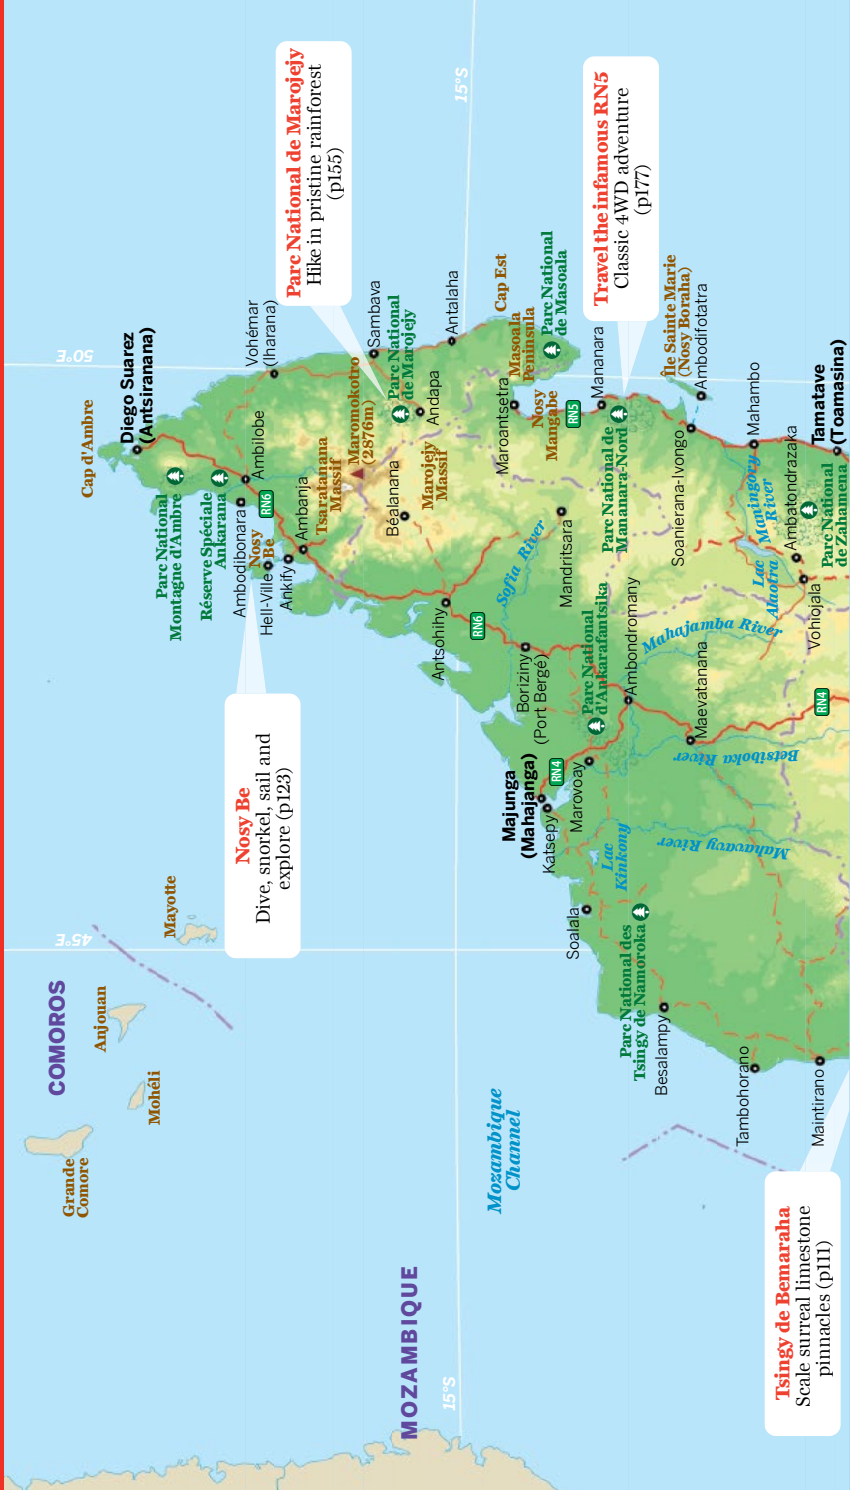 COMOROS
Grande
Comore
Mohéli
Anjouan
Mayotte
MOZAMBIQUE
Mozambique
Channel
45°E
50°E
15°S
15°S
Cap d'Ambre
Diego Suarez
(Antsiranana)
Parc National
Montagne d'Ambre
Réserve Spéciale
Ankarana
Ambilobe
Vohémar
(Iharana)
Ambodibonara
RN6
Nosy
Be
Hell-Ville
Ankify
Ambanja
Tsaratanana
Massif
Maromokotro
(2876m)
Sambava
Parc National
de Marojejy
Andapa
Bealanana
Marojejy
Massif
Antalaha
Antsohihy
RN6
Sofia River
Maroantsetra
Masoala
Peninsula
Cap Est
Parc National
de Masoala
Nosy
Mangabe
RN5
Mananara
Parc National de
Mananara-Nord
Mandritsara
Boriziny
(Port Bergé)
Majunga
(Mahajanga)
Katsepy
RN4
Marovoay
Parc National
d'Ankarafantsika
Ambondromany
Mahajamba River
Soanierana-Ivongo
Île Sainte Marie
(Nosy Boraha)
Ambodifotatra
Soalala
Lac
Kinkony
Mahavavy River
Betsiboka River
Maevatanana
Parc National des
Tsingy de Namoroka
Besalampy
Tambohorano
Maintirano
Mahambo
Maningory
River
Lac
Alaotra
Ambatondrazaka
Vohiojala
RN4
Parc National
de Zahamena
Tamatave
(Toamasina)
Parc National de Marojejy
Hike in pristine rainforest
(p155)
Travel the infamous RN5
Classic 4WD adventure
(p177)
Nosy Be
Dive, snorkel, sail and
explore (p123)
Tsingy de Bemaraha
Scale surreal limestone
pinnacles (p111)